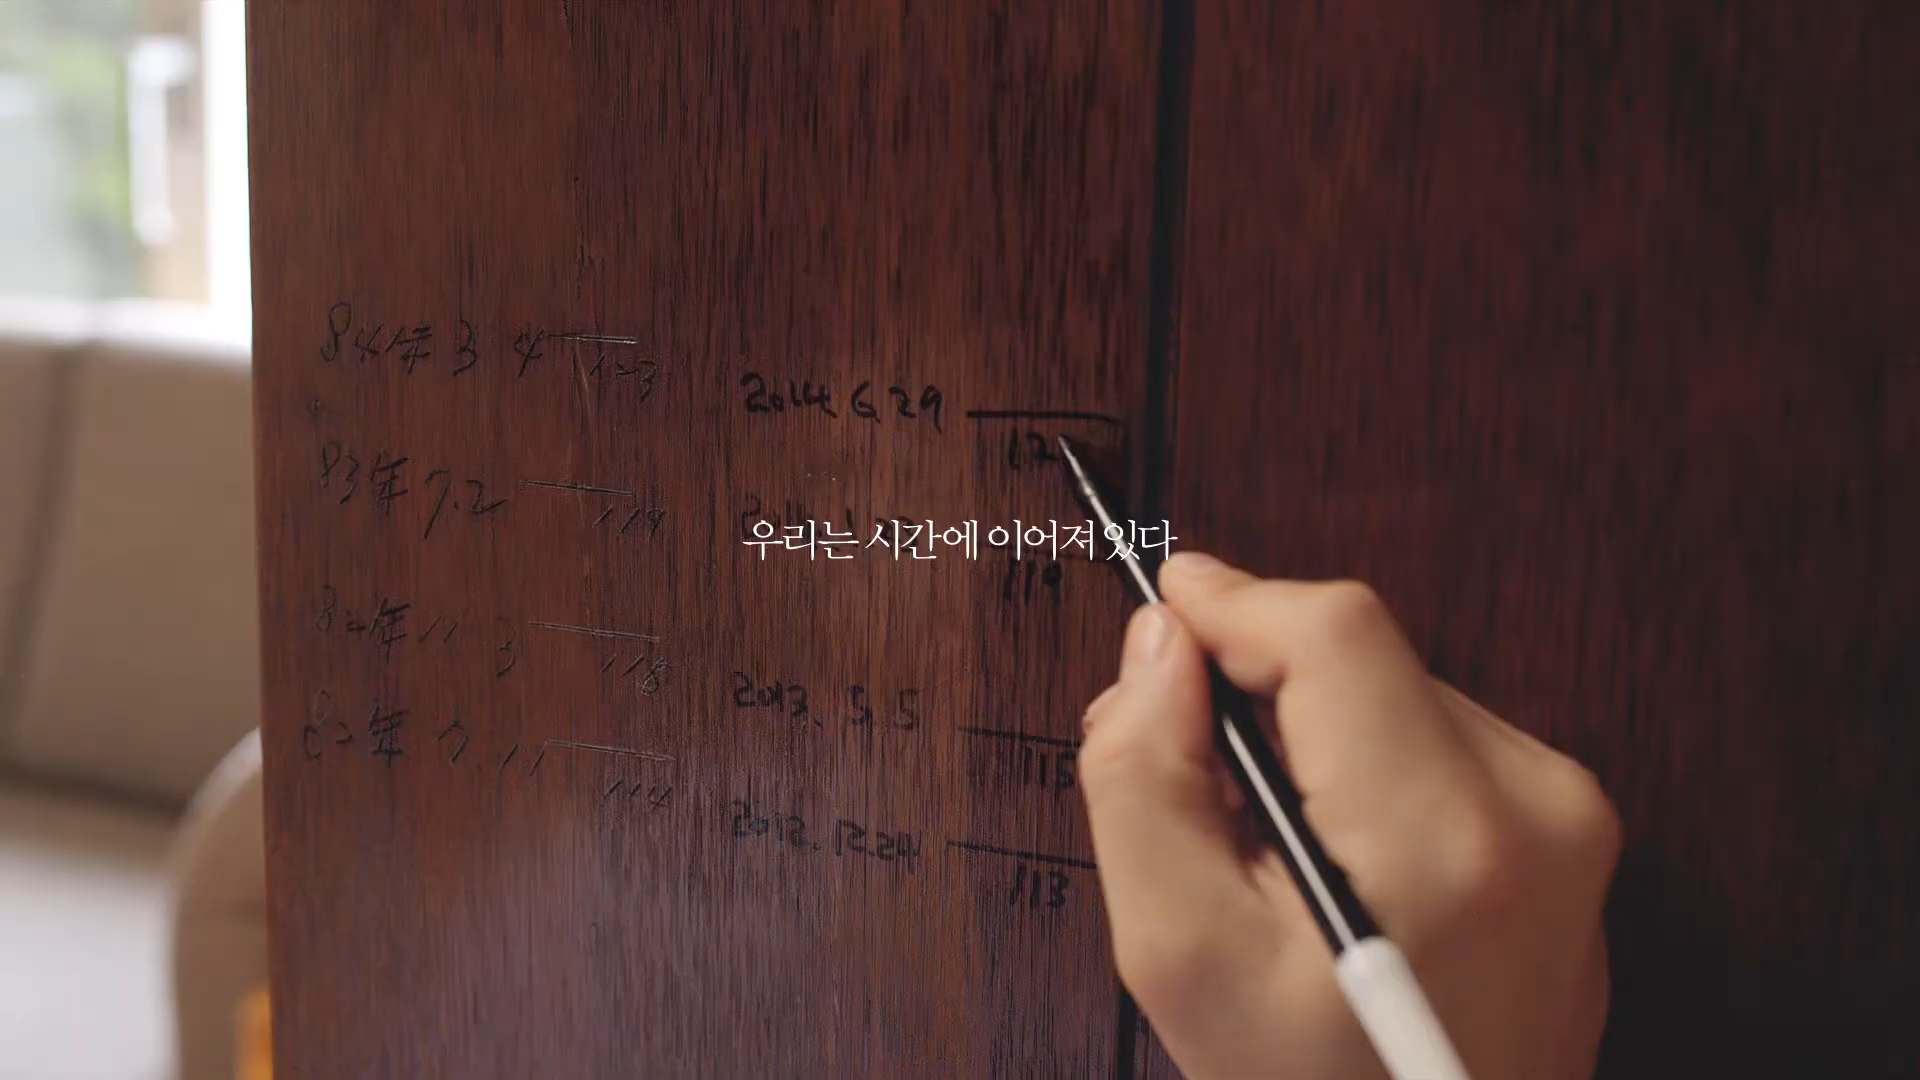 84年 3 4
123
83年 7.2
119
82年 11 3
118
82年 7.11
114
2014. 6. 29
12
우리는 시간에 이어져 있다
119
2013. 5. 5
115
2012. 12. 24
113